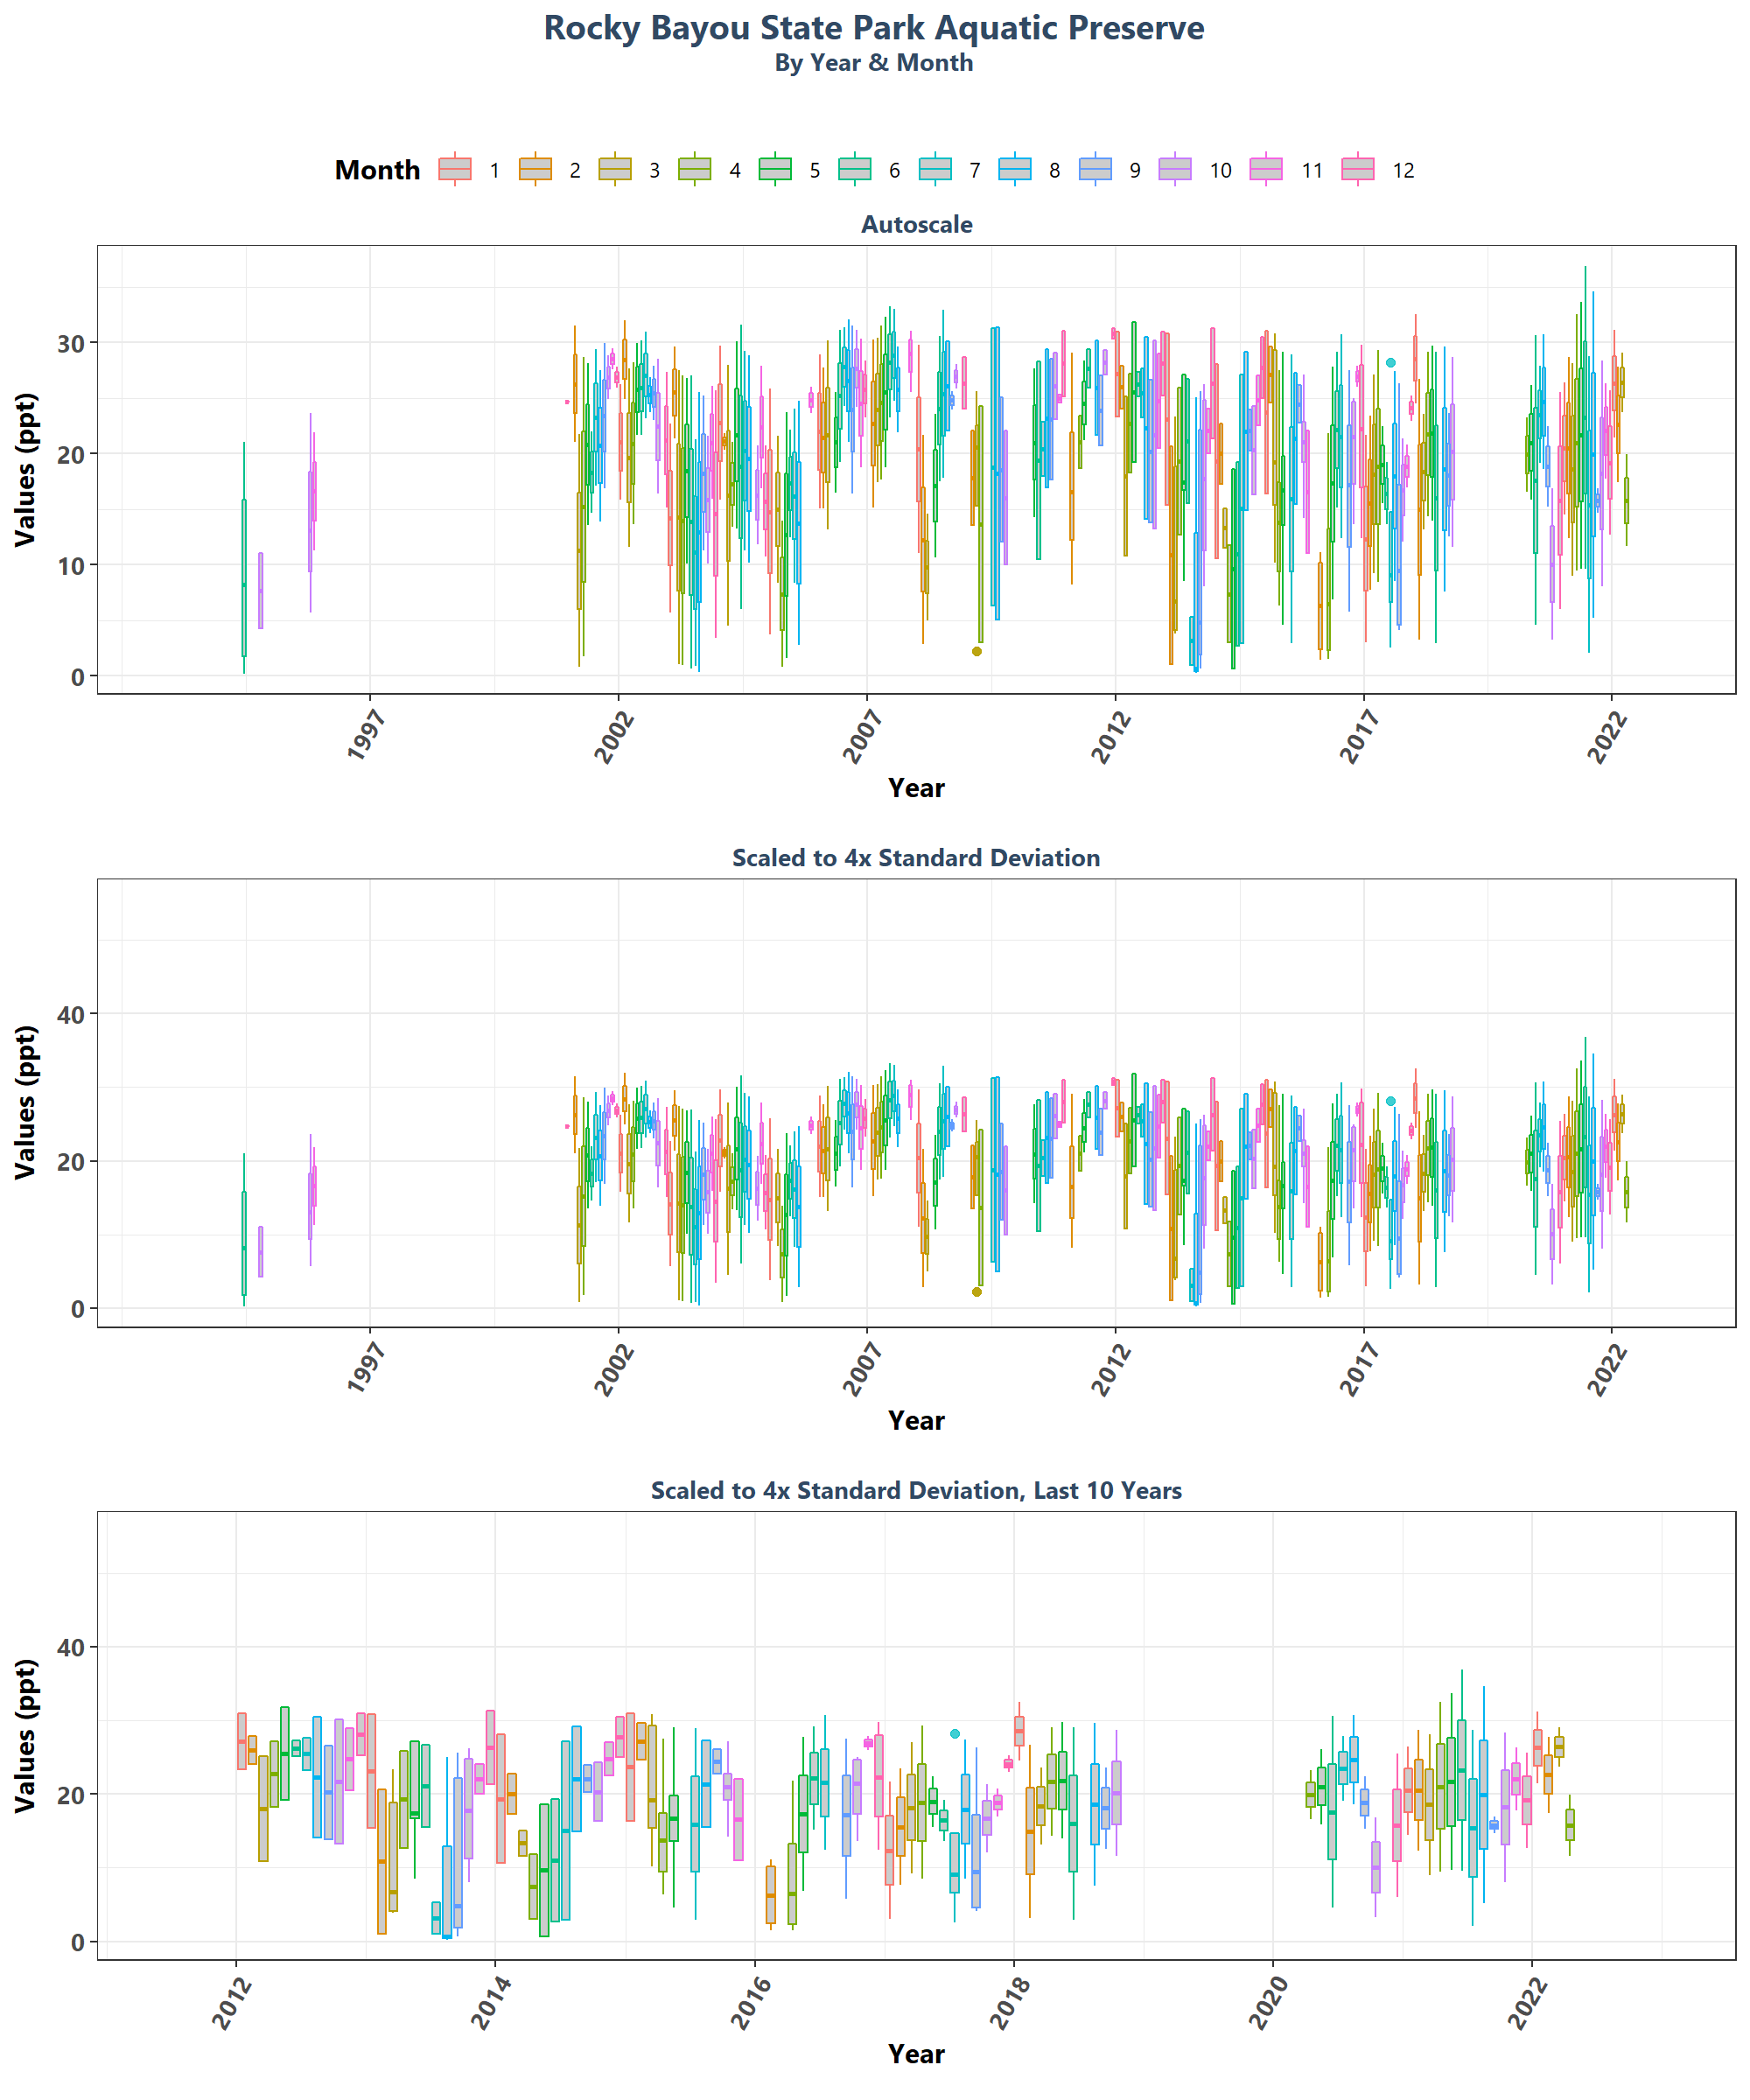 Rocky Bayou State Park Aquatic Preserve
By Year & Month
Month 1 2 3 4 5 6 7 8 9 10 11 12
Autoscale
Values (ppt)
30
20
10
0
1997 2002 2007 2012 2017 2022
Year
Scaled to 4x Standard Deviation
Values (ppt)
40
20
0
1997 2002 2007 2012 2017 2022
Year
Scaled to 4x Standard Deviation, Last 10 Years
Values (ppt)
40
20
0
2012 2014 2016 2018 2020 2022
Year